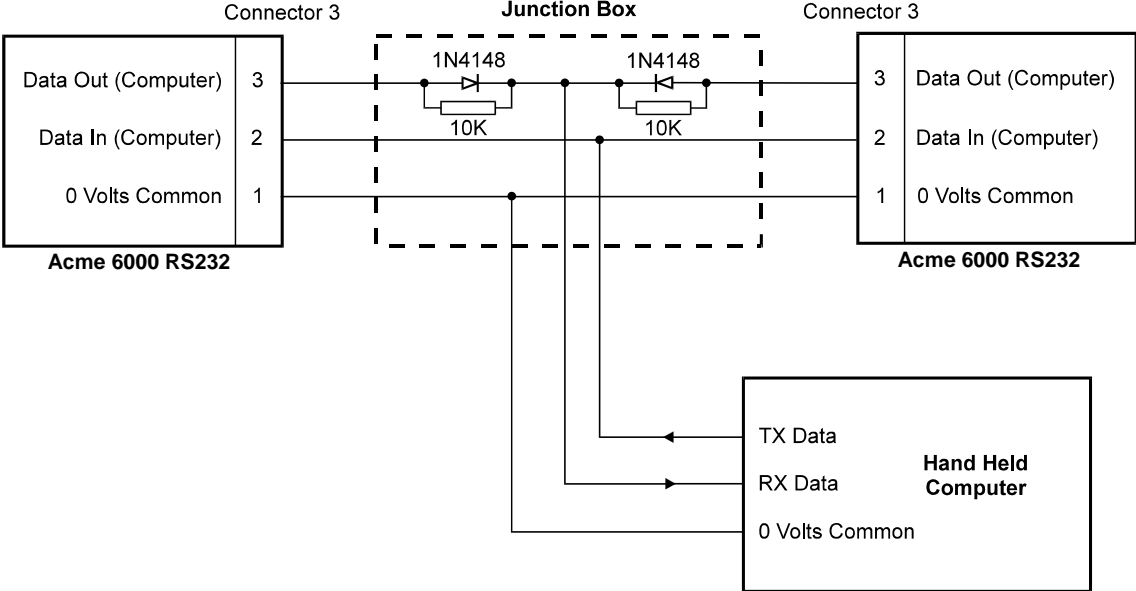 Connector 3
Junction Box
Connector 3
1N4148
1N4148
Data Out (Computer)
3
3
Data Out (Computer)
10K
10K
Data In (Computer)
2
2
Data In (Computer)
0 Volts Common
1
1
0 Volts Common
Acme 6000 RS232
Acme 6000 RS232
TX Data
RX Data
0 Volts Common
Hand Held
Computer